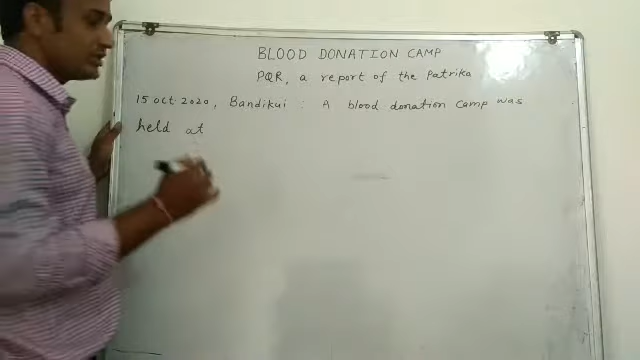 BLOOD DONATION CAMP
PQR, a report of the Patrika
15 Oct. 2020, Bandikui : A blood donation camp was
held at